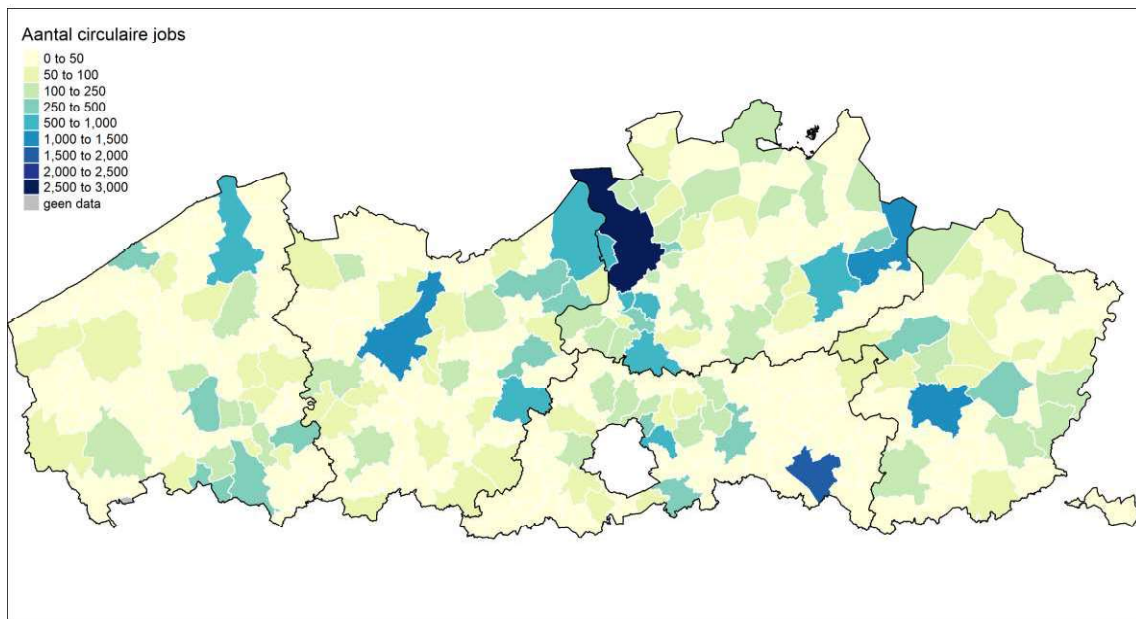 Aantal circulaire jobs
0 to 50
50 to 100
100 to 250
250 to 500
500 to 1,000
1,000 to 1,500
1,500 to 2,000
2,000 to 2,500
2,500 to 3,000
geen data